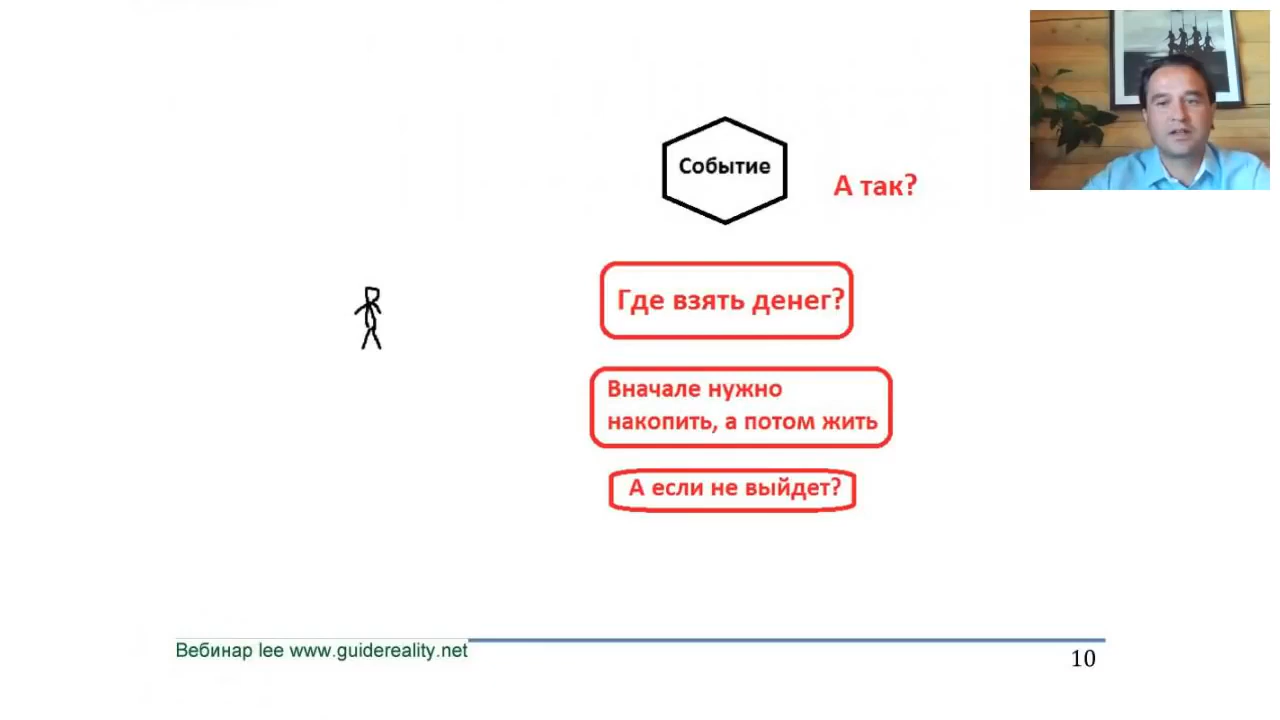 Событие
А так?
Где взять денег?
Вначале нужно
накопить, а потом жить
А если не выйдет?
Вебинар lee www.guidereality.net
10